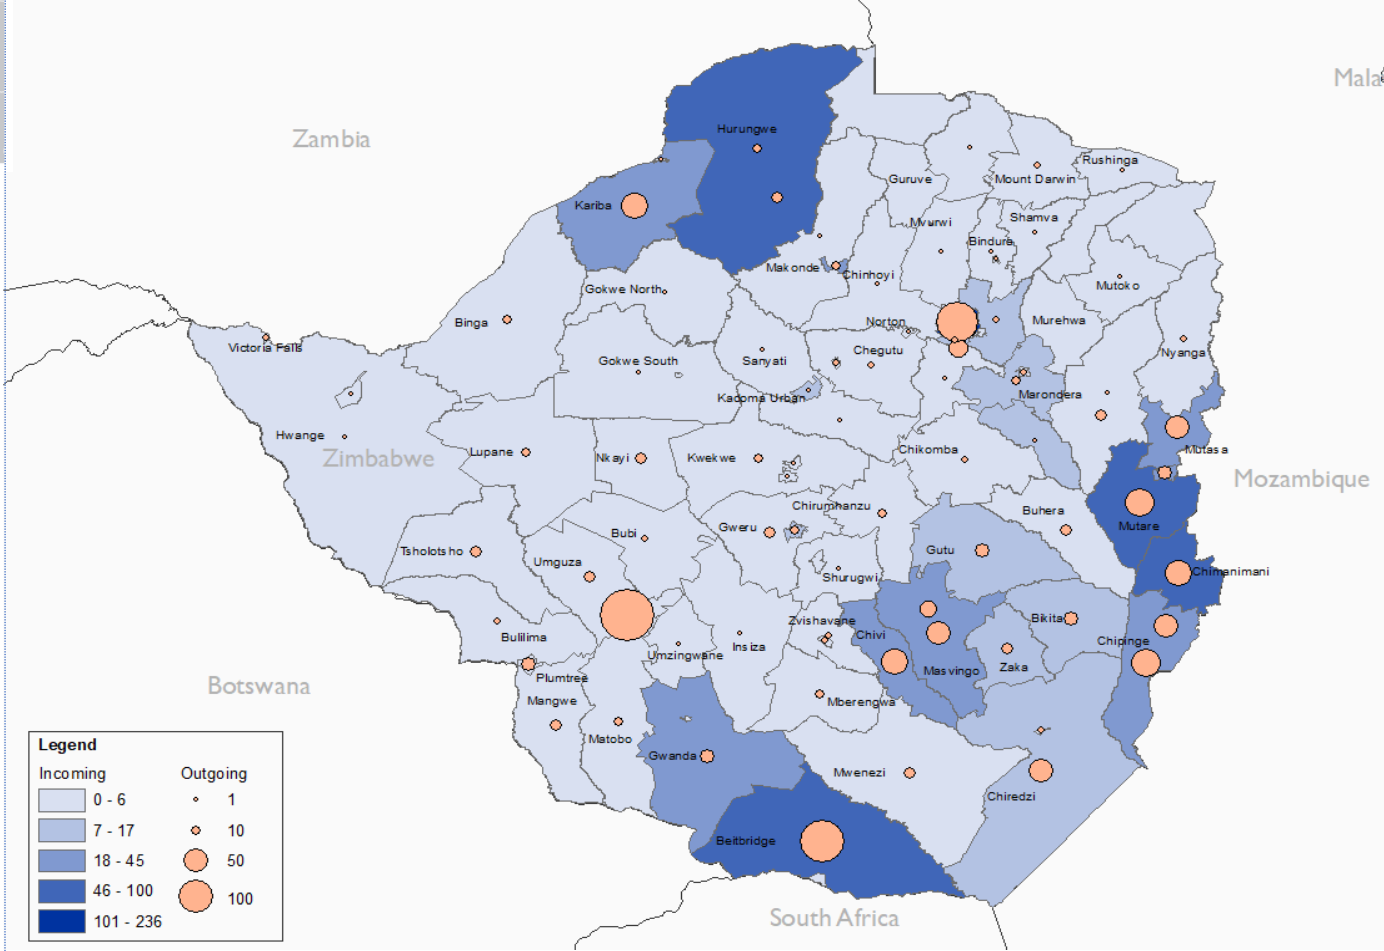 Mala
Zambia
Hurungwe
Rushinga
Guruve
Mount Darwin
Kariba
Shamva
Mvurwi
Bindura
Makonde
Chinhoyi
Gokwe North
Mutoko
Binga
Norton
Murehwa
Victoria Falls
Gokwe South
Sanyati
Chegutu
Nyanga
Kadoma Urban
Marondera
Hwange
Zimbabwe
Lupane
Nkayi
Kwekwe
Chikomba
Mutasa
Mozambique
Chirumhanzu
Buhera
Gweru
Mutare
Bubi
Tsholotsho
Umguza
Gutu
Shurugwi
Chimanimani
Bulilima
Zvishavane
Chivi
Bikita
Chipinge
Umzingwane
Insiza
Masvingo
Zaka
Botswana
Plumtree
Mangwe
Mberengwa
Matobo
Gwanda
Mwenezi
Chiredzi
Beitbridge
South Africa
Legend
Incoming Outgoing
0 - 6 1
7 - 17 10
18 - 45 50
46 - 100 100
101 - 236